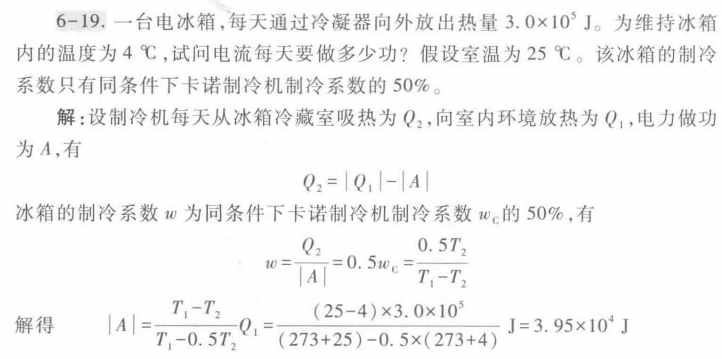 6-19. 一台电冰箱,每天通过冷凝器向外放出热量 3.0×10⁵ J。为维持冰箱
内的温度为 4 ℃,试问电流每天要做多少功? 假设室温为 25 ℃。该冰箱的制冷
系数只有同条件下卡诺制冷机制冷系数的 50%。
解:设制冷机每天从冰箱冷藏室吸热为 Q₂,向室内环境放热为 Q₁,电力做功
为 A,有
Q₂=|Q₁|-|A|
冰箱的制冷系数 w 为同条件下卡诺制冷机制冷系数 w_c的 50%,有
w=Q₂/|A|=0.5w_c=0.5T₂/(T₁-T₂)
解得 |A|=(T₁-T₂)/(T₁-0.5T₂)Q₁=(25-4)×3.0×10⁵/((273+25)-0.5×(273+4)) J=3.95×10⁴ J